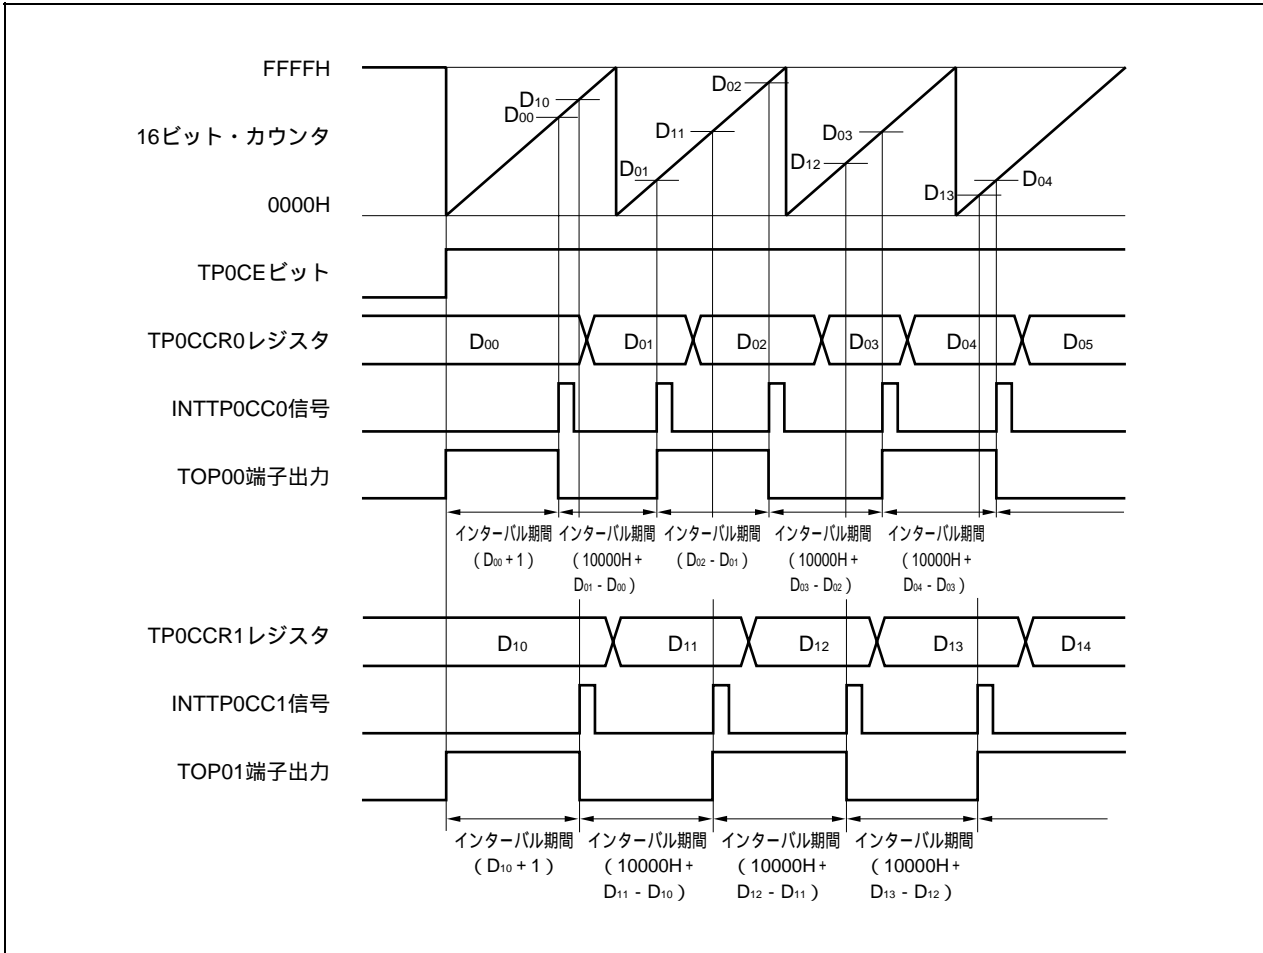 FFFFH
D10
D00
D02
16ビット・カウンタ
D11
D03
D01
D12
D13
D04
0000H
TP0CEビット
TP0CCR0レジスタ
D00
D01
D02
D03
D04
D05
INTTP0CC0信号
TOP00端子出力
インターバル期間
(D00 + 1)
インターバル期間
(10000H +
D01 - D00)
インターバル期間
(D02 - D01)
インターバル期間
(10000H +
D03 - D02)
インターバル期間
(10000H +
D04 - D03)
TP0CCR1レジスタ
D10
D11
D12
D13
D14
INTTP0CC1信号
TOP01端子出力
インターバル期間
(D10 + 1)
インターバル期間
(10000H +
D11 - D10)
インターバル期間
(10000H +
D12 - D11)
インターバル期間
(10000H +
D13 - D12)